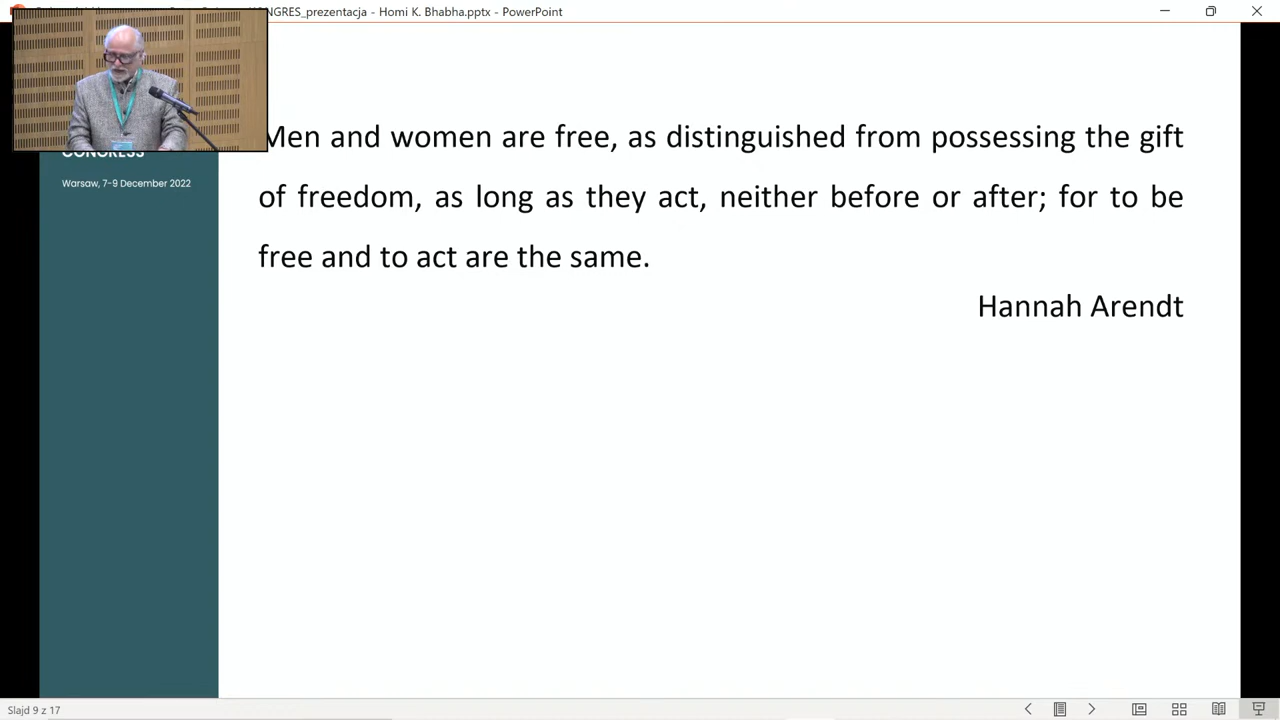 KONGRES_prezentacja - Homi K. Bhabha.pptx - PowerPoint
CONGRESS
Warsaw, 7-9 December 2022
Men and women are free, as distinguished from possessing the gift
of freedom, as long as they act, neither before or after; for to be
free and to act are the same.
Hannah Arendt
Slajd 9 z 17